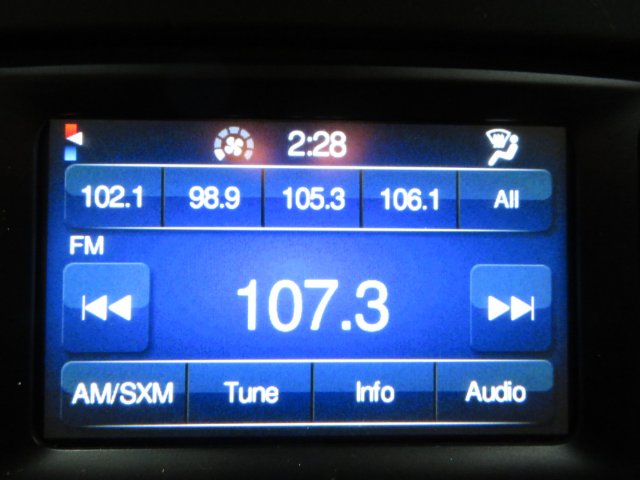 2:28
102.1 98.9 105.3 106.1 All
FM
107.3
AM/SXM Tune Info Audio